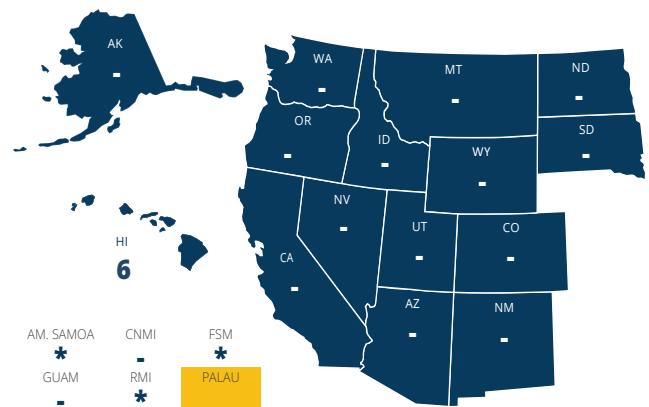 AK
-
WA
-
MT
-
ND
-
OR
-
ID
-
SD
-
WY
-
NV
-
UT
-
CO
-
HI
6
CA
-
AZ
-
NM
-
AM. SAMOA
*
CNMI
-
FSM
*
GUAM
-
RMI
*
PALAU